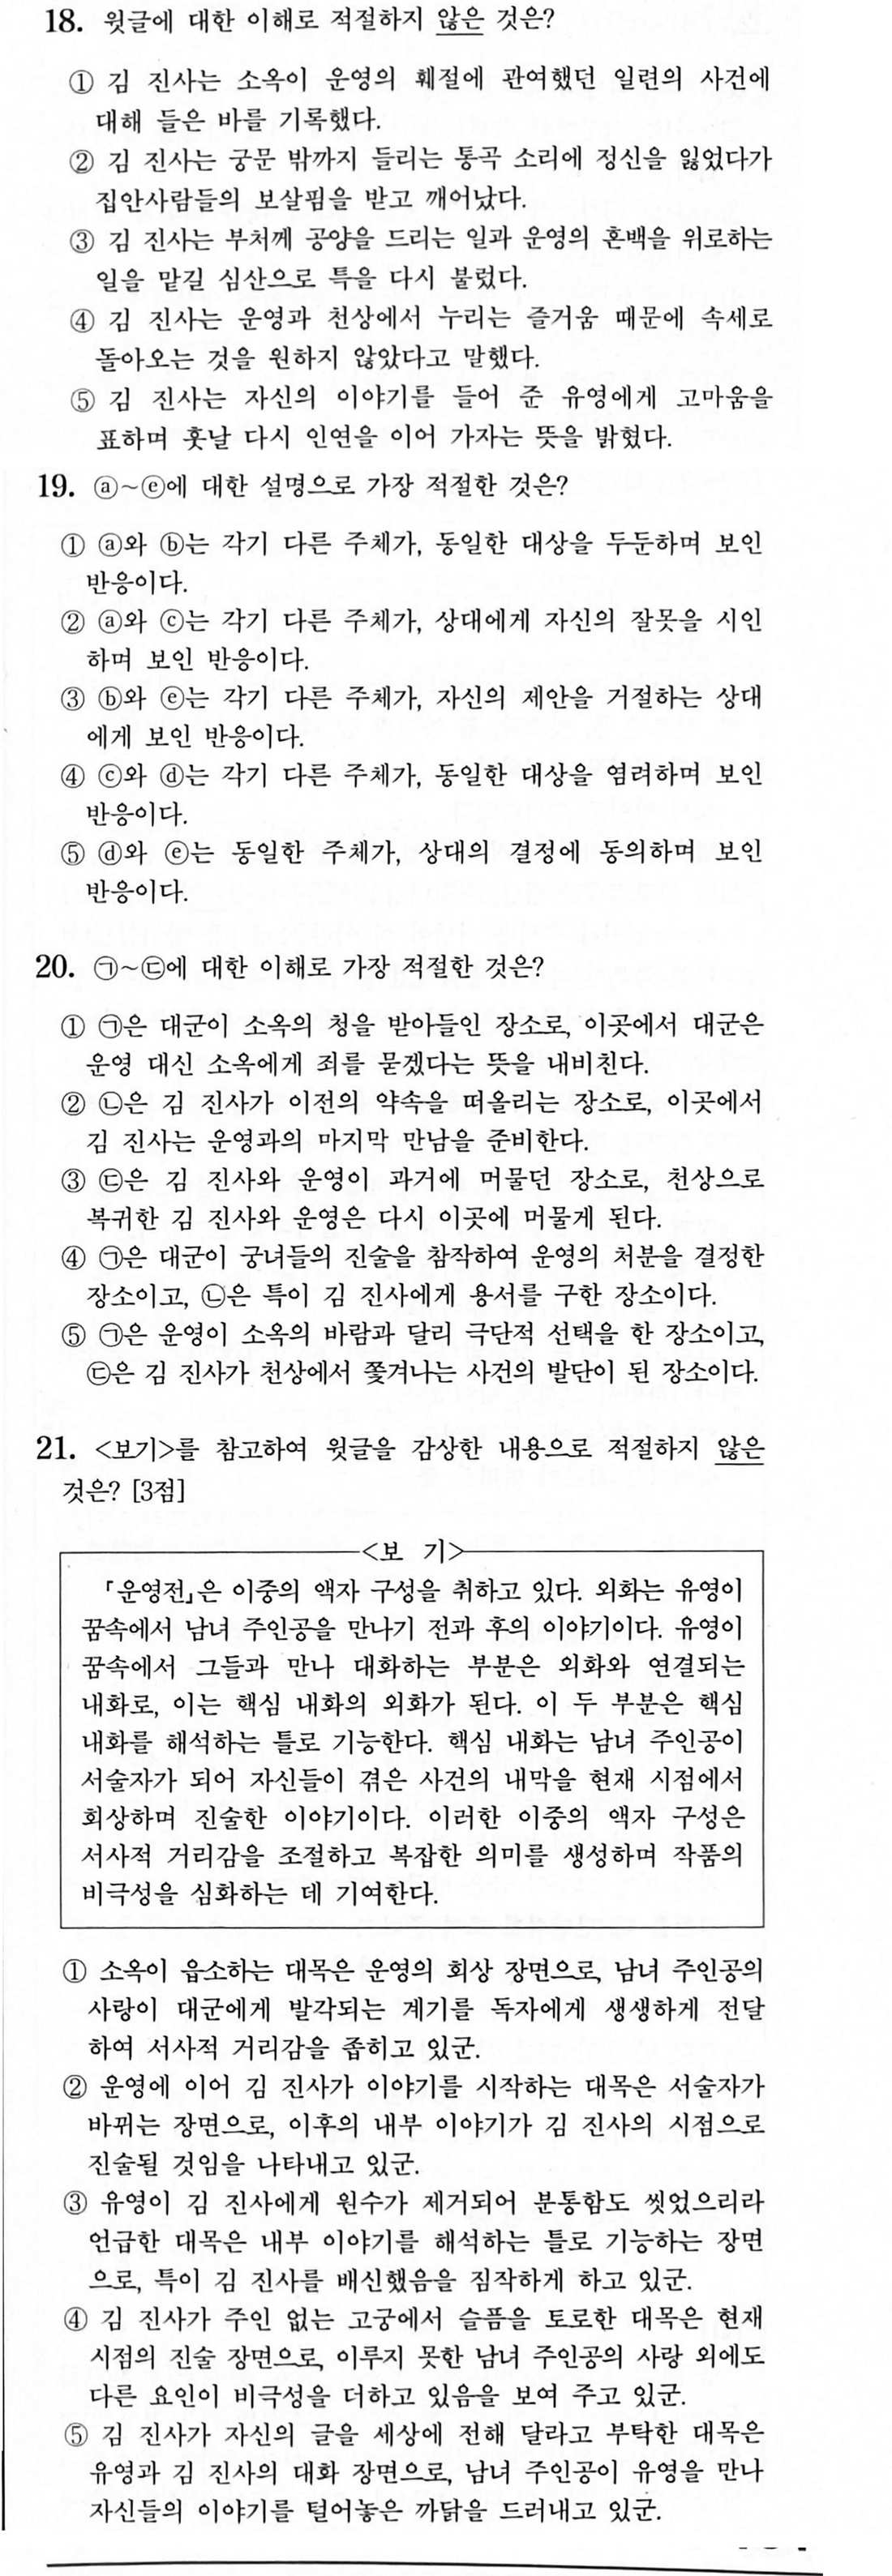 18. 윗글에 대한 이해로 적절하지 않은 것은?
① 김 진사는 소옥이 운영의 훼절에 관여했던 일련의 사건에
대해 들은 바를 기록했다.
② 김 진사는 궁문 밖까지 들리는 통곡 소리에 정신을 잃었다가
집안사람들의 보살핌을 받고 깨어났다.
③ 김 진사는 부처께 공양을 드리는 일과 운영의 혼백을 위로하는
일을 맡길 심산으로 특을 다시 불렀다.
④ 김 진사는 운영과 천상에서 누리는 즐거움 때문에 속세로
돌아오는 것을 원하지 않았다고 말했다.
⑤ 김 진사는 자신의 이야기를 들어 준 유영에게 고마움을
표하며 훗날 다시 인연을 이어 가자는 뜻을 밝혔다.
19. ⓐ~ⓔ에 대한 설명으로 가장 적절한 것은?
① ⓐ와 ⓑ는 각기 다른 주체가, 동일한 대상을 두둔하며 보인
반응이다.
② ⓐ와 ⓒ는 각기 다른 주체가, 상대에게 자신의 잘못을 시인
하며 보인 반응이다.
③ ⓑ와 ⓔ는 각기 다른 주체가, 자신의 제안을 거절하는 상대
에게 보인 반응이다.
④ ⓒ와 ⓓ는 각기 다른 주체가, 동일한 대상을 염려하며 보인
반응이다.
⑤ ⓓ와 ⓔ는 동일한 주체가, 상대의 결정에 동의하며 보인
반응이다.
20. ㉠~㉢에 대한 이해로 가장 적절한 것은?
① ㉠은 대군이 소옥의 청을 받아들인 장소로, 이곳에서 대군은
운영 대신 소옥에게 죄를 묻겠다는 뜻을 내비친다.
② ㉡은 김 진사가 이전의 약속을 떠올리는 장소로, 이곳에서
김 진사는 운영과의 마지막 만남을 준비한다.
③ ㉢은 김 진사와 운영이 과거에 머물던 장소로, 천상으로
복귀한 김 진사와 운영은 다시 이곳에 머물게 된다.
④ ㉠은 대군이 궁녀들의 진술을 참작하여 운영의 처분을 결정한
장소이고, ㉡은 특이 김 진사에게 용서를 구한 장소이다.
⑤ ㉠은 운영이 소옥의 바람과 달리 극단적 선택을 한 장소이고,
㉢은 김 진사가 천상에서 쫓겨나는 사건의 발단이 된 장소이다.
21. <보기>를 참고하여 윗글을 감상한 내용으로 적절하지 않은
것은? [3점]
<보 기>
「운영전」은 이중의 액자 구성을 취하고 있다. 외화는 유영이
꿈속에서 남녀 주인공을 만나기 전과 후의 이야기이다. 유영이
꿈속에서 그들과 만나 대화하는 부분은 외화와 연결되는
내화로, 이는 핵심 내화의 외화가 된다. 이 두 부분은 핵심
내화를 해석하는 틀로 기능한다. 핵심 내화는 남녀 주인공이
서술자가 되어 자신들이 겪은 사건의 내막을 현재 시점에서
회상하며 진술한 이야기이다. 이러한 이중의 액자 구성은
서사적 거리감을 조절하고 복잡한 의미를 생성하며 작품의
비극성을 심화하는 데 기여한다.
① 소옥이 읍소하는 대목은 운영의 회상 장면으로, 남녀 주인공의
사랑이 대군에게 발각되는 계기를 독자에게 생생하게 전달
하여 서사적 거리감을 좁히고 있군.
② 운영에 이어 김 진사가 이야기를 시작하는 대목은 서술자가
바뀌는 장면으로, 이후의 내부 이야기가 김 진사의 시점으로
진술될 것임을 나타내고 있군.
③ 유영이 김 진사에게 원수가 제거되어 분통함도 씻었으리라
언급한 대목은 내부 이야기를 해석하는 틀로 기능하는 장면
으로, 특이 김 진사를 배신했음을 짐작하게 하고 있군.
④ 김 진사가 주인 없는 고궁에서 슬픔을 토로한 대목은 현재
시점의 진술 장면으로, 이루지 못한 남녀 주인공의 사랑 외에도
다른 요인이 비극성을 더하고 있음을 보여 주고 있군.
⑤ 김 진사가 자신의 글을 세상에 전해 달라고 부탁한 대목은
유영과 김 진사의 대화 장면으로, 남녀 주인공이 유영을 만나
자신들의 이야기를 털어놓은 까닭을 드러내고 있군.